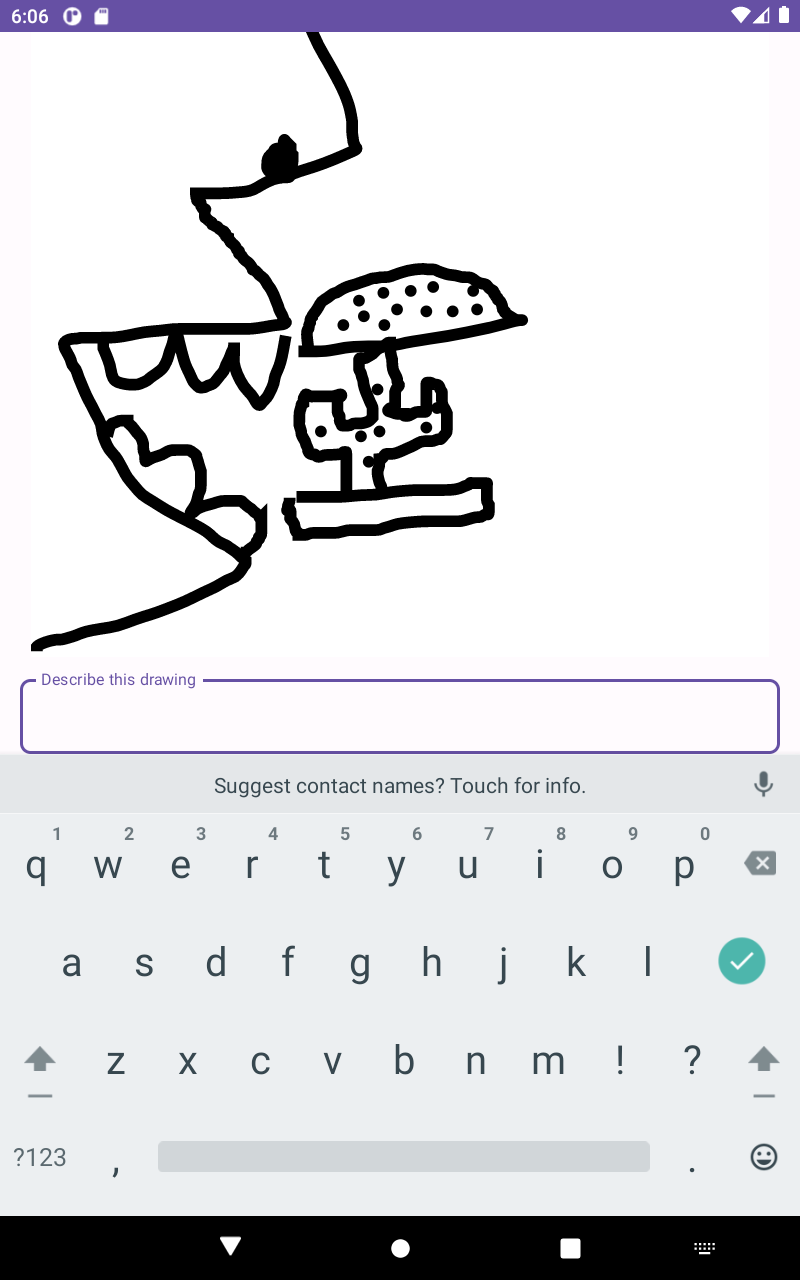 6:06
Describe this drawing
Suggest contact names? Touch for info.
1 2 3 4 5 6 7 8 9 0
q w e r t y u i o p
a s d f g h j k l
z x c v b n m ! ?
?123 , .